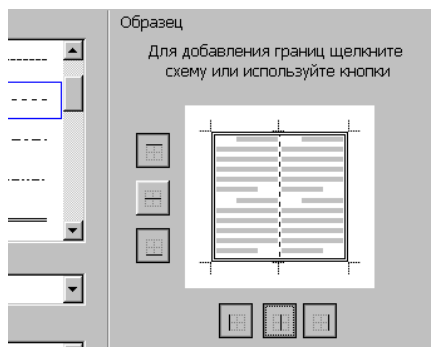 Образец
Для добавления границ щелкните
схему или используйте кнопки